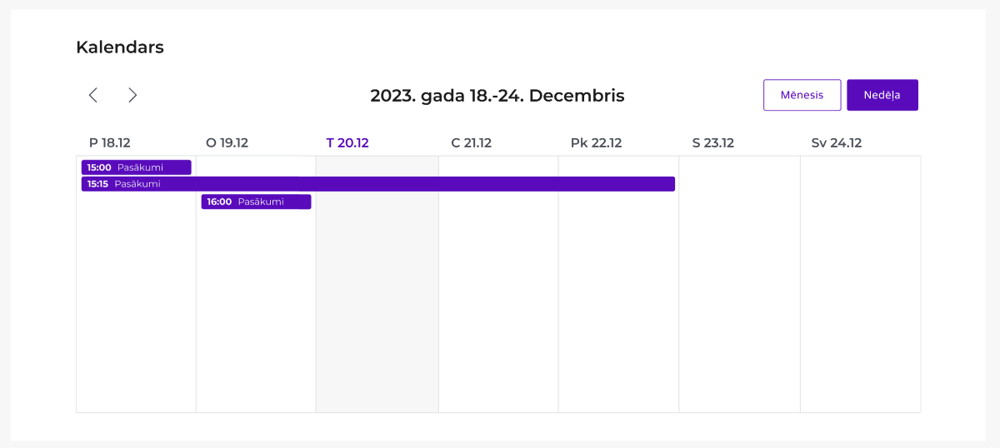 Kalendars
2023. gada 18.-24. Decembris
Mēnesis
Nedēļa
P 18.12
O 19.12
T 20.12
C 21.12
Pk 22.12
S 23.12
Sv 24.12
15:00 Pasākumi
15:15 Pasākumi
16:00 Pasākumi